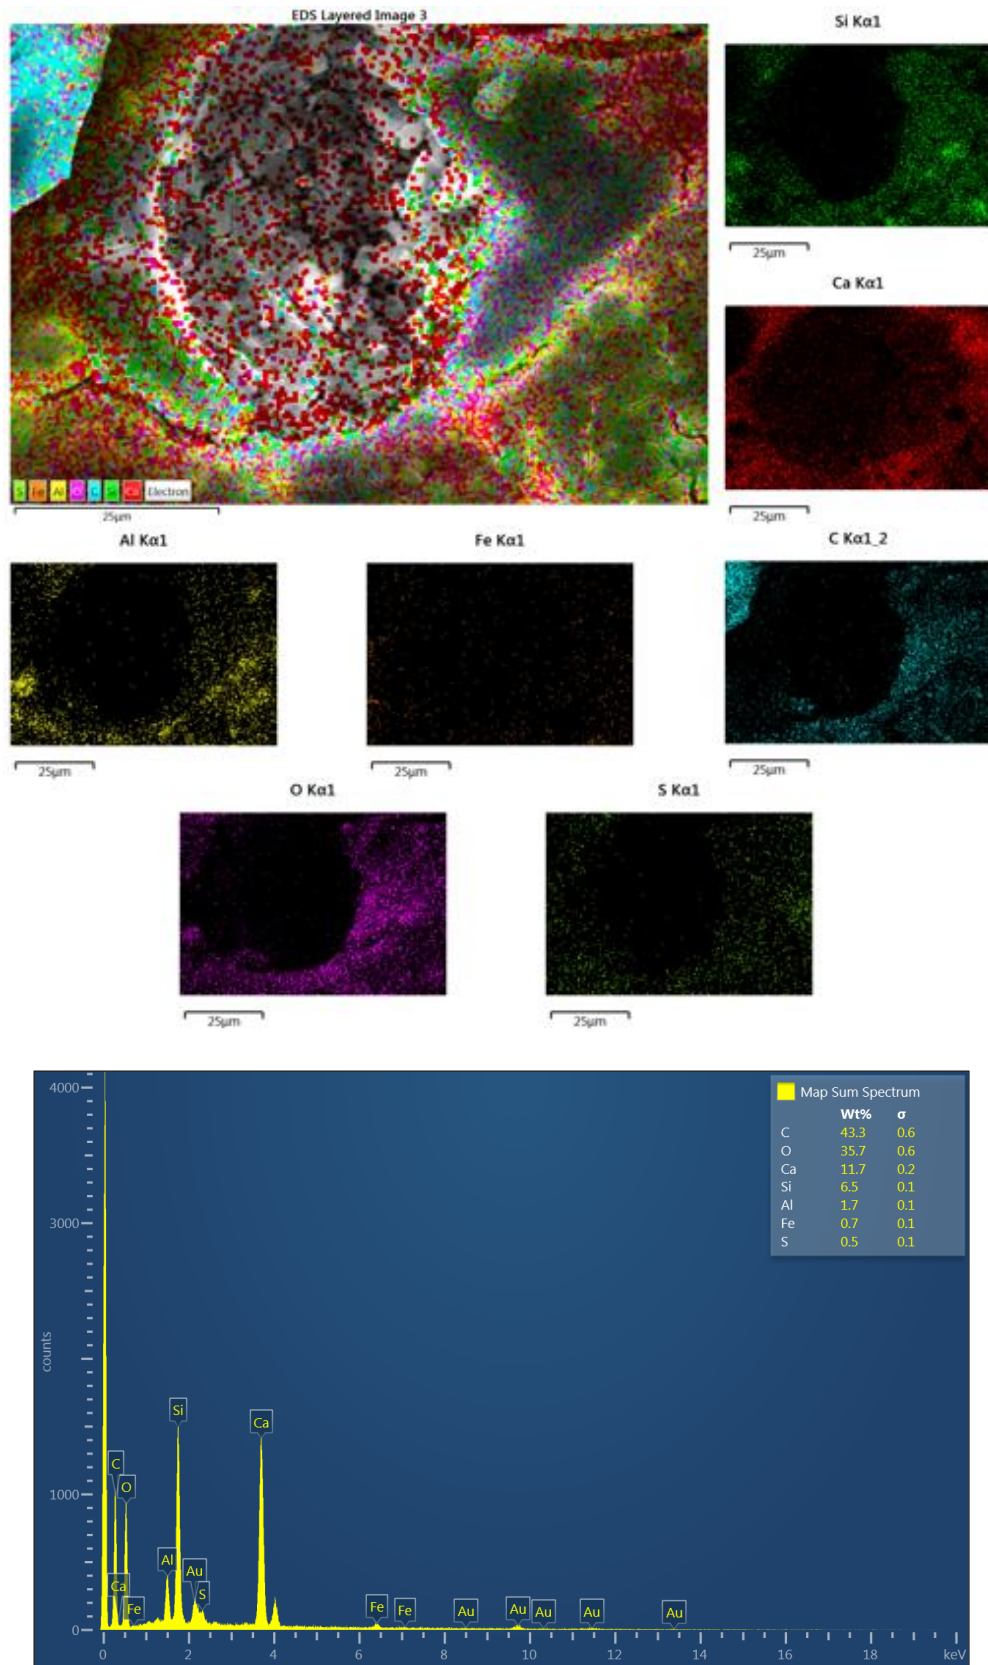 EDS Layered Image 3
Si Kα1
25μm
Ca Kα1
25μm
S Fe Al O C Si Ca Electron
25μm
Al Kα1
Fe Kα1
C Kα1_2
25μm
25μm
25μm
O Kα1
S Kα1
25μm
25μm
Map Sum Spectrum
Wt% σ
C 43.3 0.6
O 35.7 0.6
Ca 11.7 0.2
Si 6.5 0.1
Al 1.7 0.1
Fe 0.7 0.1
S 0.5 0.1
4000
3000
1000
0
counts
Si
Ca
C
O
Al
Au
S
Ca
Fe
Fe
Fe
Au
Au
Au
Au
Au
0 2 4 6 8 10 12 14 16 18 keV